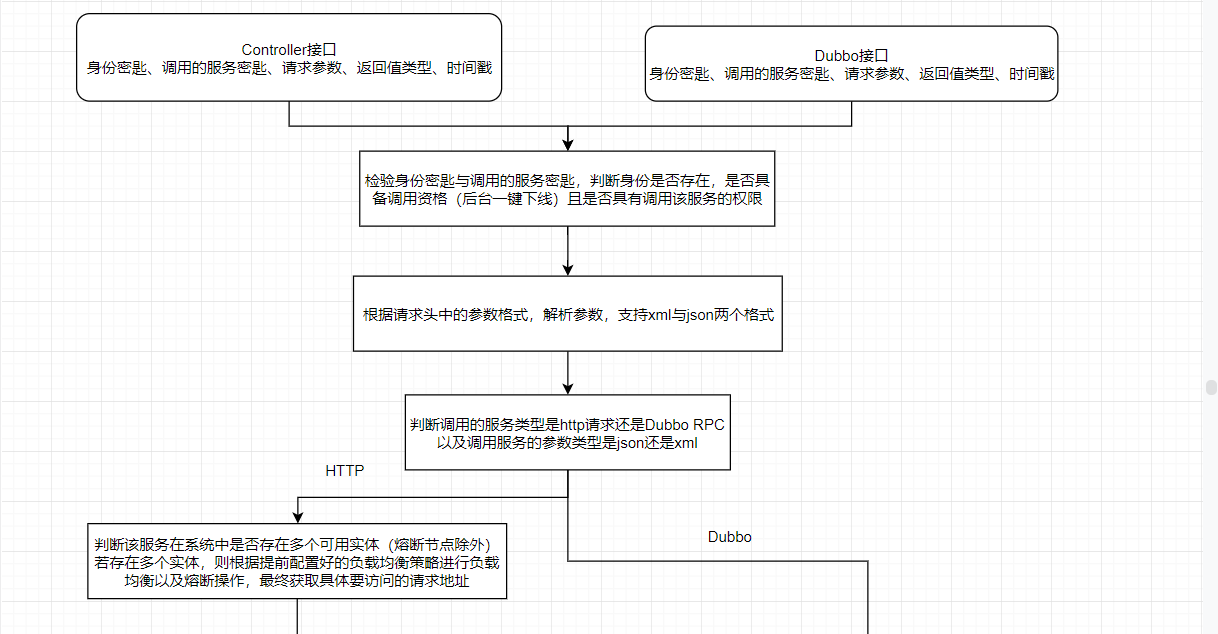 Controller接口
身份密匙、调用的服务密匙、请求参数、返回值类型、时间戳
Dubbo接口
身份密匙、调用的服务密匙、请求参数、返回值类型、时间戳
检验身份密匙与调用的服务密匙，判断身份是否存在，是否具
备调用资格（后台一键下线）且是否具有调用该服务的权限
根据请求头中的参数格式，解析参数，支持xml与json两个格式
判断调用的服务类型是http请求还是Dubbo RPC
以及调用服务的参数类型是json还是xml
HTTP
Dubbo
判断该服务在系统中是否存在多个可用实体（熔断节点除外）
若存在多个实体，则根据提前配置好的负载均衡策略进行负载
均衡以及熔断操作，最终获取具体要访问的请求地址